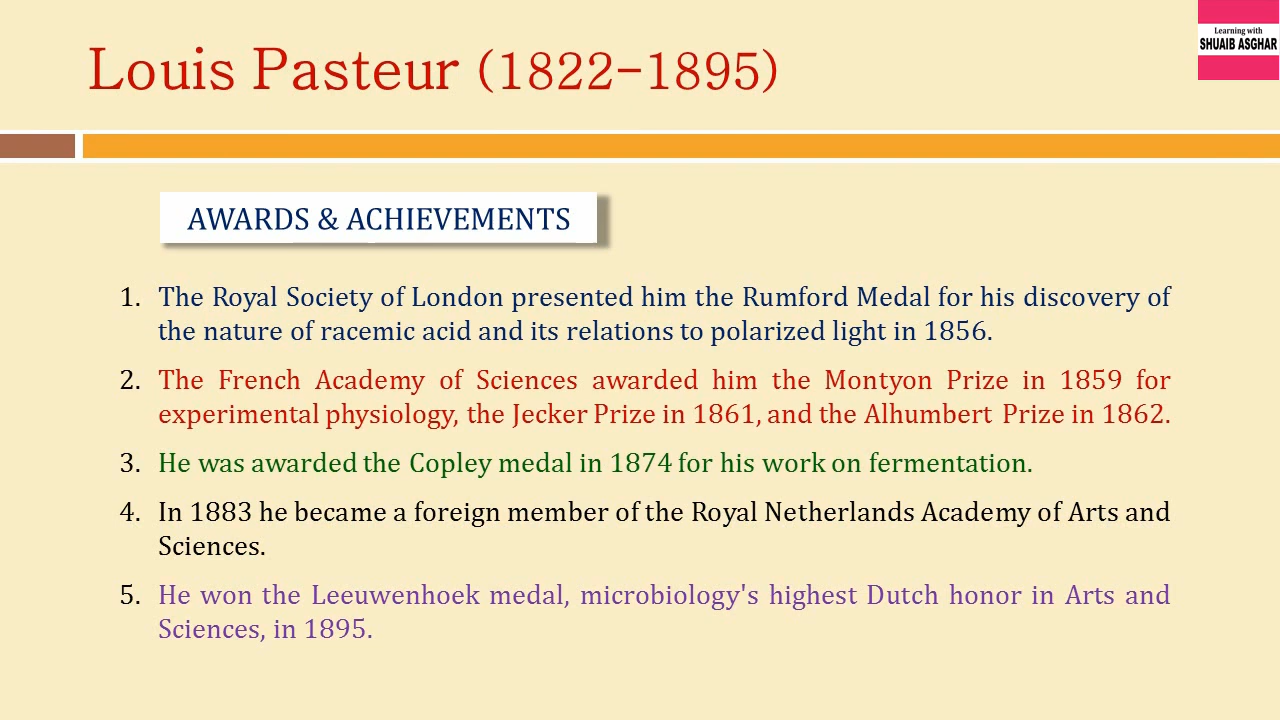 Learning with
SHUAIB ASGHAR
Louis Pasteur (1822-1895)
AWARDS & ACHIEVEMENTS
1. The Royal Society of London presented him the Rumford Medal for his discovery of
the nature of racemic acid and its relations to polarized light in 1856.
2. The French Academy of Sciences awarded him the Montyon Prize in 1859 for
experimental physiology, the Jecker Prize in 1861, and the Alhumbert Prize in 1862.
3. He was awarded the Copley medal in 1874 for his work on fermentation.
4. In 1883 he became a foreign member of the Royal Netherlands Academy of Arts and
Sciences.
5. He won the Leeuwenhoek medal, microbiology's highest Dutch honor in Arts and
Sciences, in 1895.